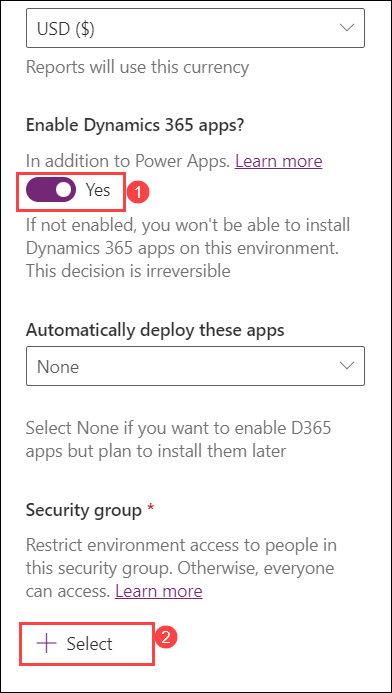 USD ($)
Reports will use this currency
Enable Dynamics 365 apps?
In addition to Power Apps. Learn more
Yes 1
If not enabled, you won't be able to install
Dynamics 365 apps on this environment.
This decision is irreversible
Automatically deploy these apps
None
Select None if you want to enable D365
apps but plan to install them later
Security group *
Restrict environment access to people in
this security group. Otherwise, everyone
can access. Learn more
+ Select 2